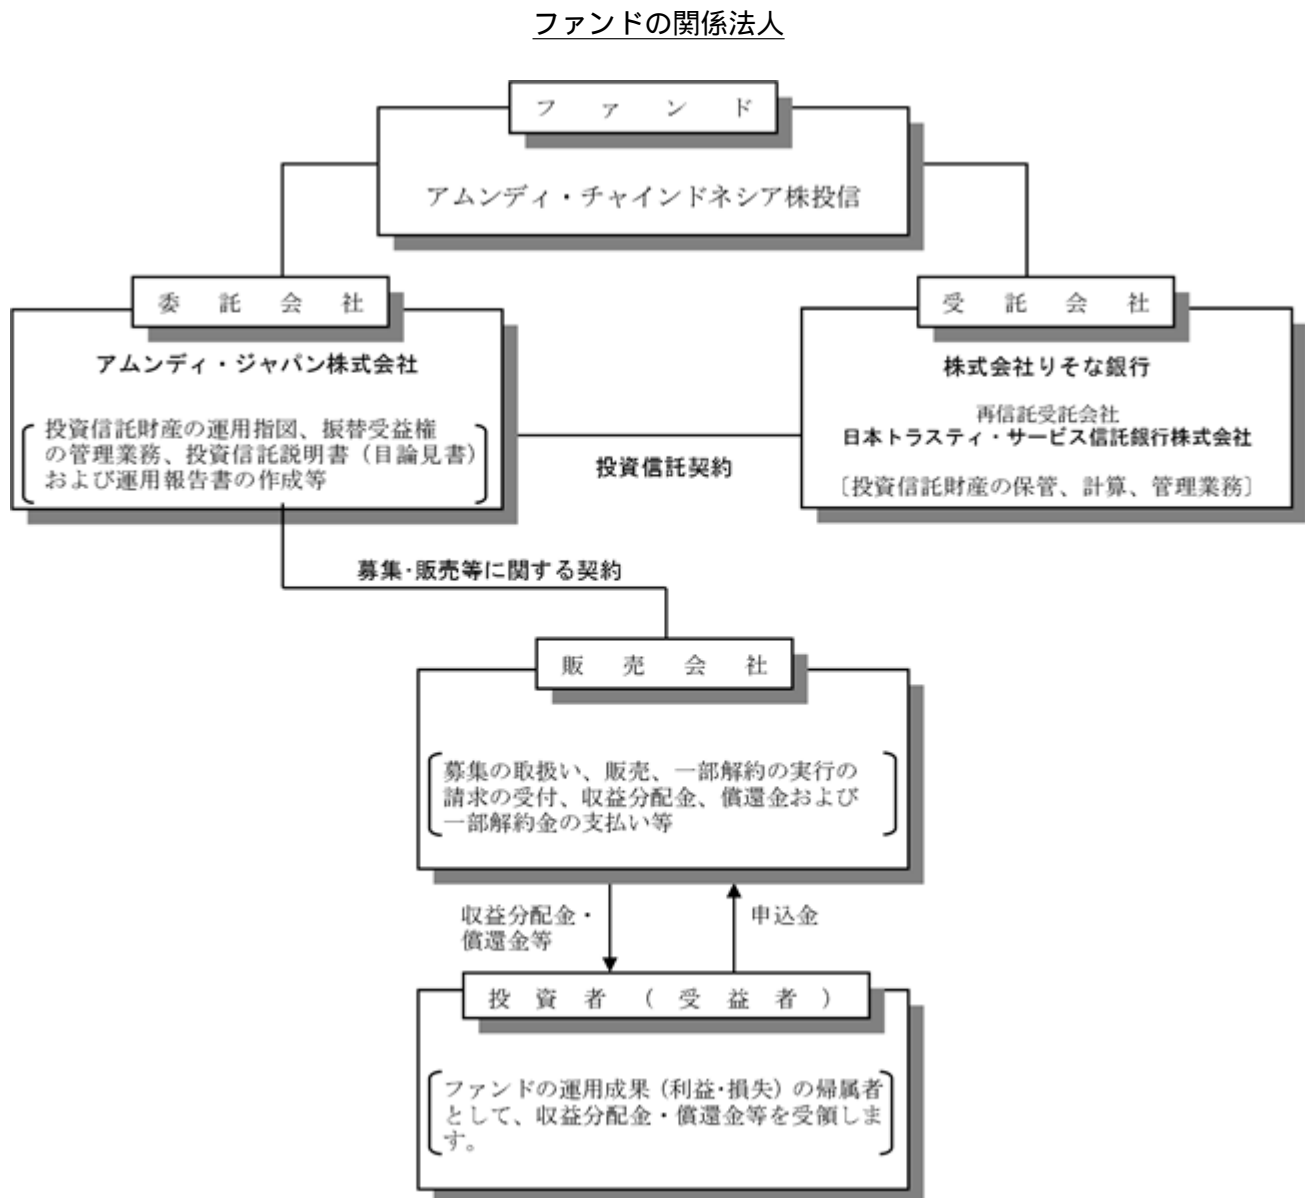 ファンドの関係法人
ファンド
アムンディ・チャインドネシア株投信
委託会社
アムンディ・ジャパン株式会社
投資信託財産の運用指図、振替受益権
の管理業務、投資信託説明書（目論見書）
および運用報告書の作成等
投資信託契約
受託会社
株式会社りそな銀行
再信託受託会社
日本トラスティ・サービス信託銀行株式会社
〔投資信託財産の保管、計算、管理業務〕
募集･販売等に関する契約
販売会社
募集の取扱い、販売、一部解約の実行の
請求の受付、収益分配金、償還金および
一部解約金の支払い等
収益分配金・
償還金等
申込金
投資者（受益者）
ファンドの運用成果（利益･損失）の帰属者
として、収益分配金・償還金等を受領しま
す。